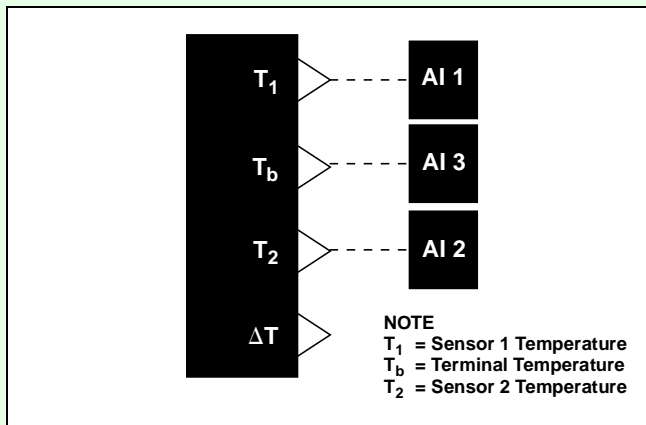 T1 AI 1
Tb AI 3
T2 AI 2
ΔT
NOTE
T1 = Sensor 1 Temperature
Tb = Terminal Temperature
T2 = Sensor 2 Temperature